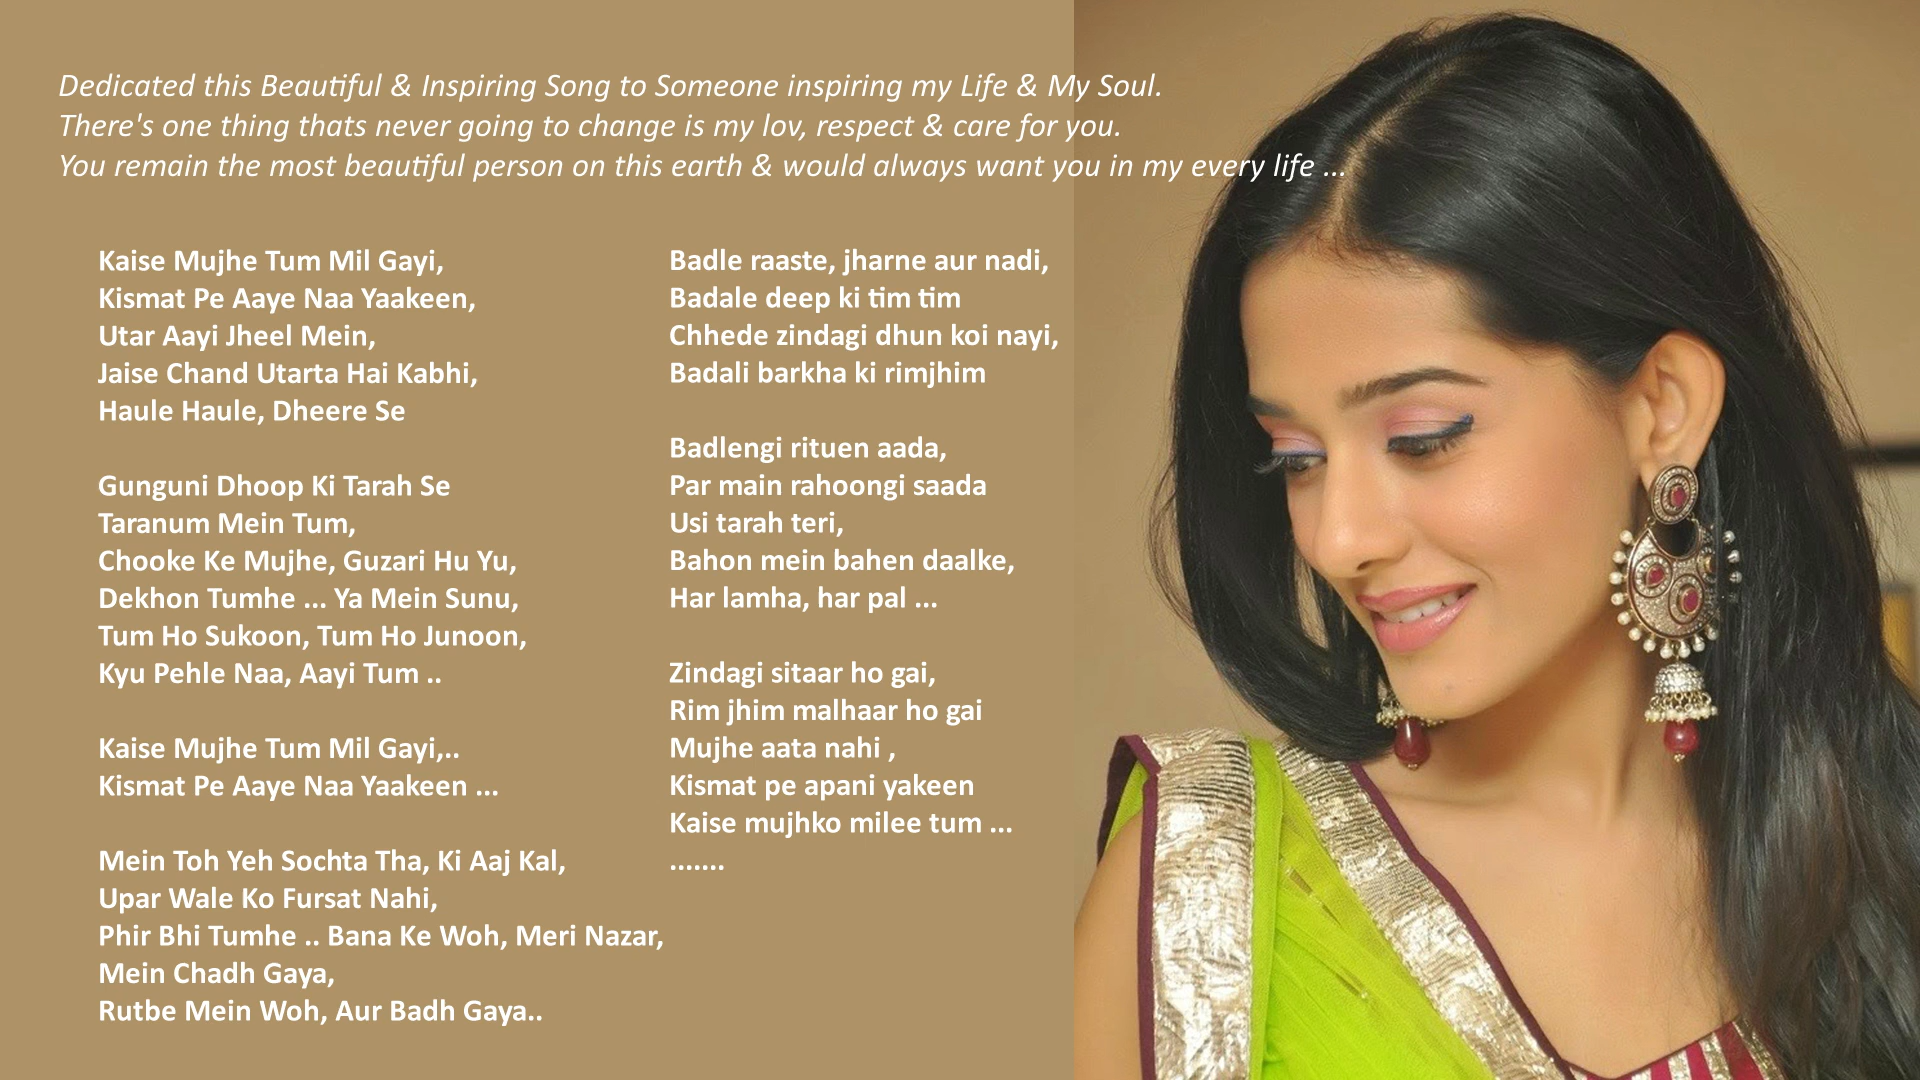 Dedicated this Beautiful & Inspiring Song to Someone inspiring my Life & My Soul.
There's one thing thats never going to change is my lov, respect & care for you.
You remain the most beautiful person on this earth & would always want you in my every life ...
Kaise Mujhe Tum Mil Gayi,
Kismat Pe Aaye Naa Yaakeen,
Utar Aayi Jheel Mein,
Jaise Chand Utarta Hai Kabhi,
Haule Haule, Dheere Se
Gunguni Dhoop Ki Tarah Se
Taranum Mein Tum,
Chooke Ke Mujhe, Guzari Hu Yu,
Dekhon Tumhe ... Ya Mein Sunu,
Tum Ho Sukoon, Tum Ho Junoon,
Kyu Pehle Naa, Aayi Tum ..
Kaise Mujhe Tum Mil Gayi,..
Kismat Pe Aaye Naa Yaakeen ...
Mein Toh Yeh Sochta Tha, Ki Aaj Kal,
Upar Wale Ko Fursat Nahi,
Phir Bhi Tumhe .. Bana Ke Woh, Meri Nazar,
Mein Chadh Gaya,
Rutbe Mein Woh, Aur Badh Gaya..
Badle raaste, jharne aur nadi,
Badale deep ki tim tim
Chhede zindagi dhun koi nayi,
Badali barkha ki rimjhim
Badlengi rituen aada,
Par main rahoongi saada
Usi tarah teri,
Bahon mein bahen daalke,
Har lamha, har pal ...
Zindagi sitaar ho gai,
Rim jhim malhaar ho gai
Mujhe aata nahi ,
Kismat pe apani yakeen
Kaise mujhko milee tum ...
.......